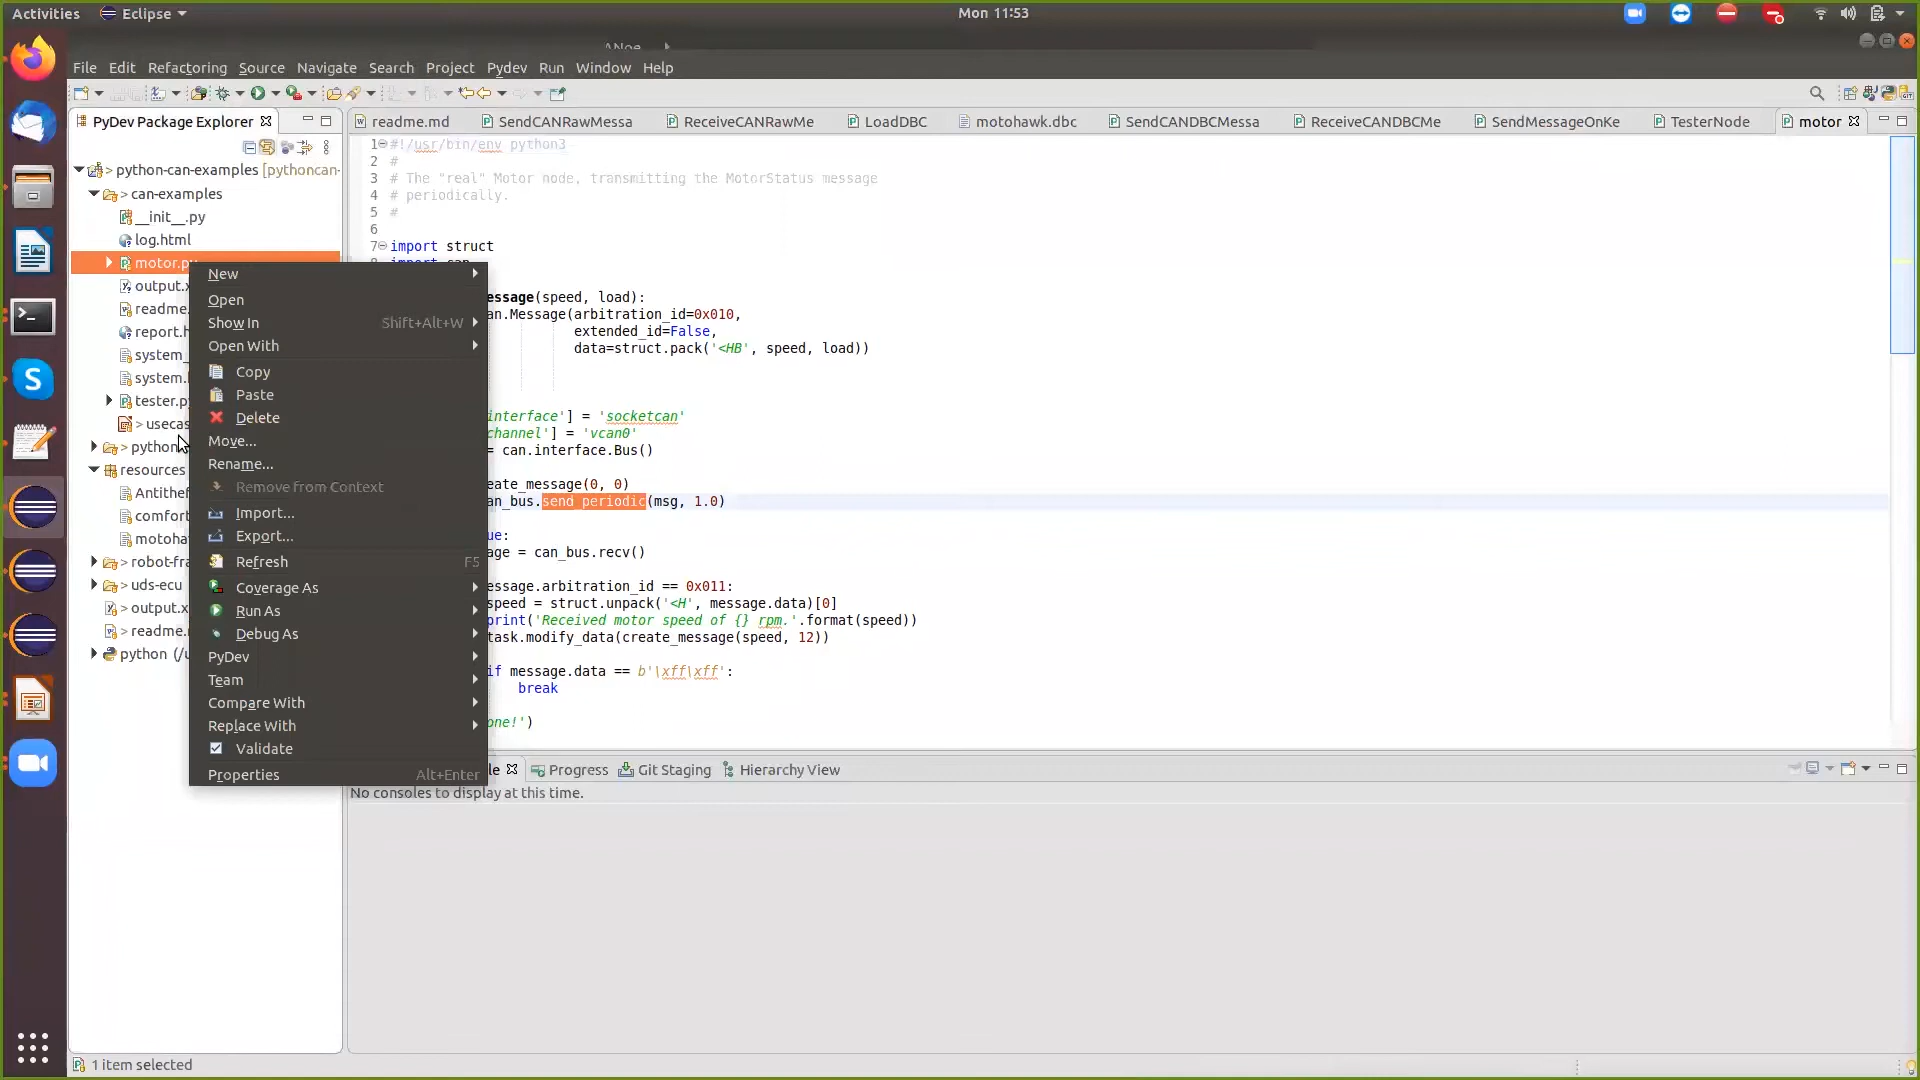 Activities
Eclipse
Mon 11:53
File Edit Refactoring Source Navigate Search Project Pydev Run Window Help
PyDev Package Explorer
readme.md
SendCANRawMessa
ReceiveCANRawMe
LoadDBC
motohawk.dbc
SendCANDBCMessa
ReceiveCANDBCMe
SendMessageOnKe
TesterNode
motor
> python-can-examples [pythoncan-
> can-examples
__init__.py
log.html
motor.py
output.x
readme.
report.h
system_
system.
tester.py
> usecas
> python
resources
Antithef
comfort
motoha
> robot-fra
> uds-ecu
> output.x
> readme.
python (/u
New
Open
Show In Shift+Alt+W
Open With
Copy
Paste
Delete
Move...
Rename...
Remove from Context
Import...
Export...
Refresh F5
Coverage As
Run As
Debug As
PyDev
Team
Compare With
Replace With
Validate
Properties Alt+Enter
1 #!/usr/bin/env python3
2 #
3 # The "real" Motor node, transmitting the MotorStatus message
4 # periodically.
5 #
6
7 import struct
8 import can
essage(speed, load):
an.Message(arbitration_id=0x010,
extended_id=False,
data=struct.pack('<HB', speed, load))
interface'] = 'socketcan'
channel'] = 'vcan0'
= can.interface.Bus()
eate_message(0, 0)
an_bus.send_periodic(msg, 1.0)
ue:
age = can_bus.recv()
essage.arbitration_id == 0x011:
speed = struct.unpack('<H', message.data)[0]
print('Received motor speed of {} rpm.'.format(speed))
task.modify_data(create_message(speed, 12))
if message.data == b'\xff\xff':
break
one!')
le
Progress
Git Staging
Hierarchy View
No consoles to display at this time.
1 item selected